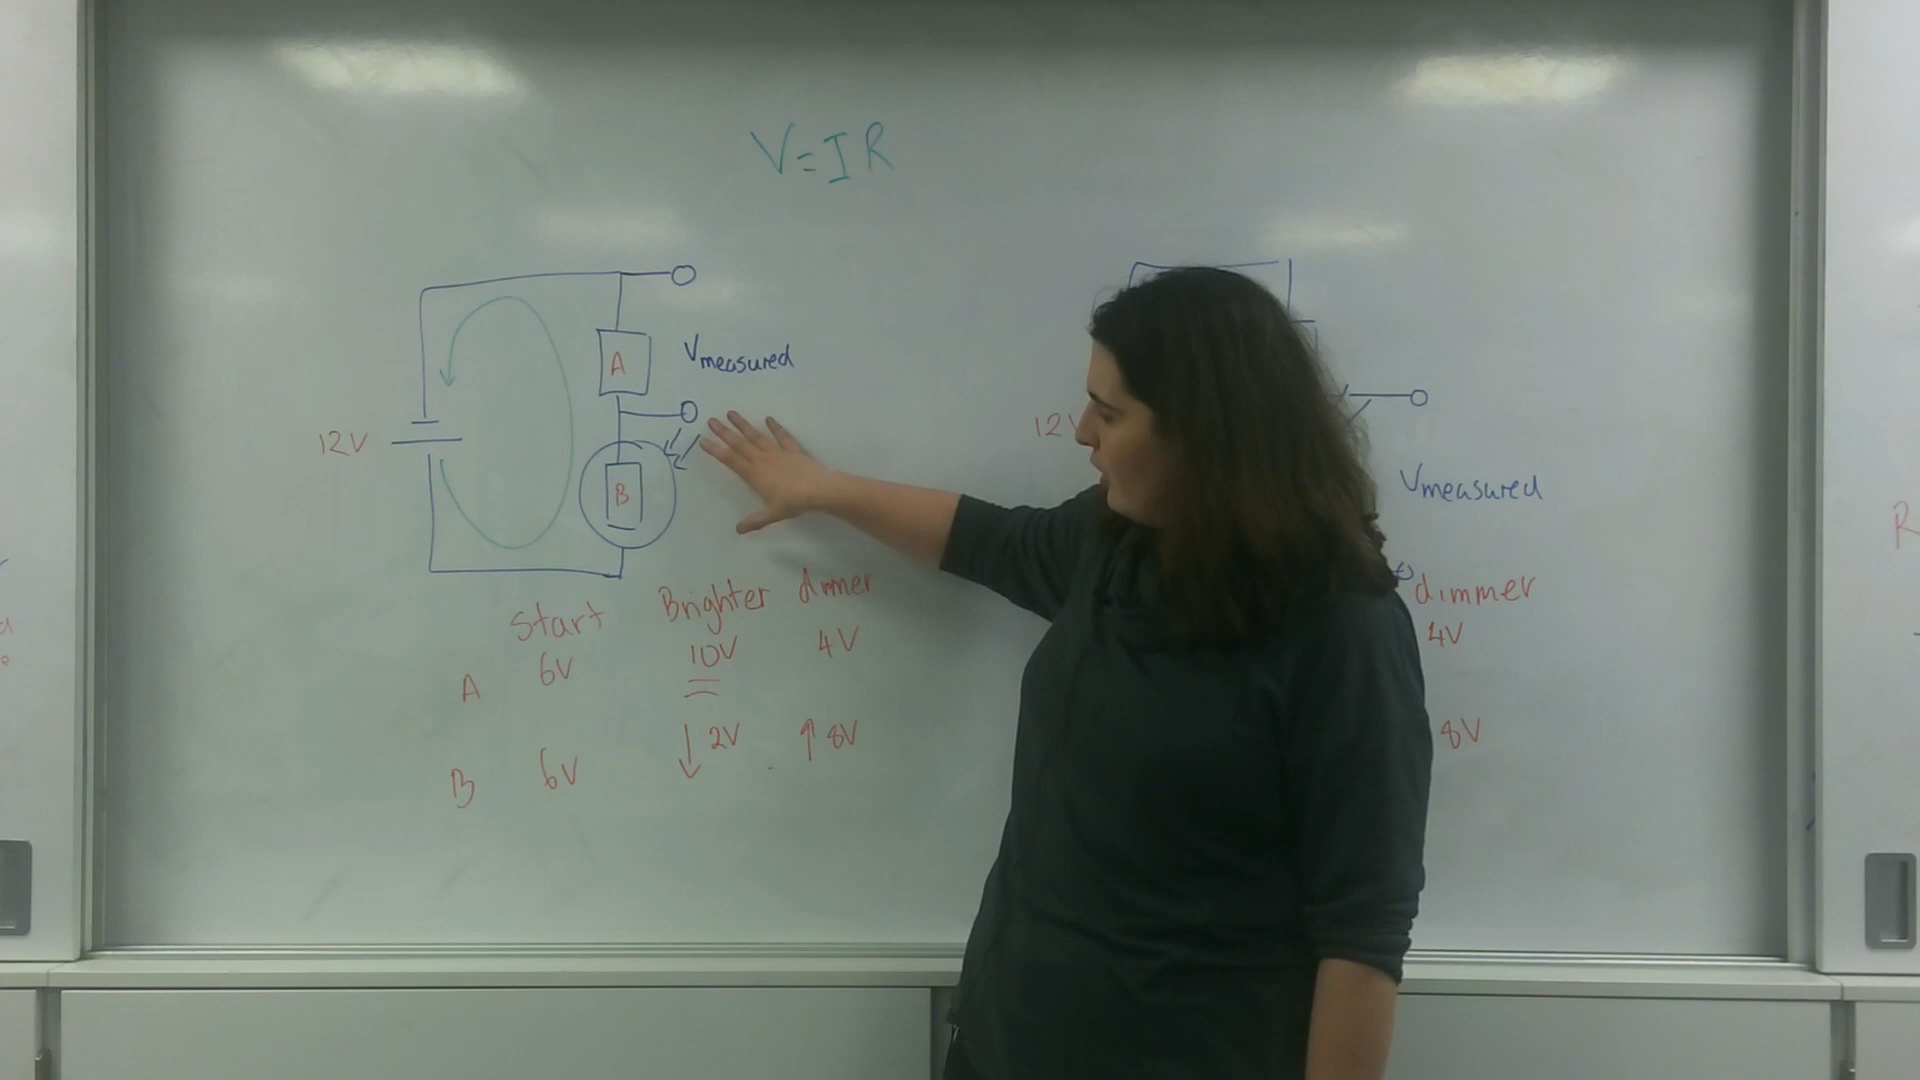 V=IR
A
Vmeasured
12V
B
Start Brighter dimmer
A 6V 10V 4V
B 6V ↓2V ↑8V
12V
Vmeasured
dimmer
4V
8V
R